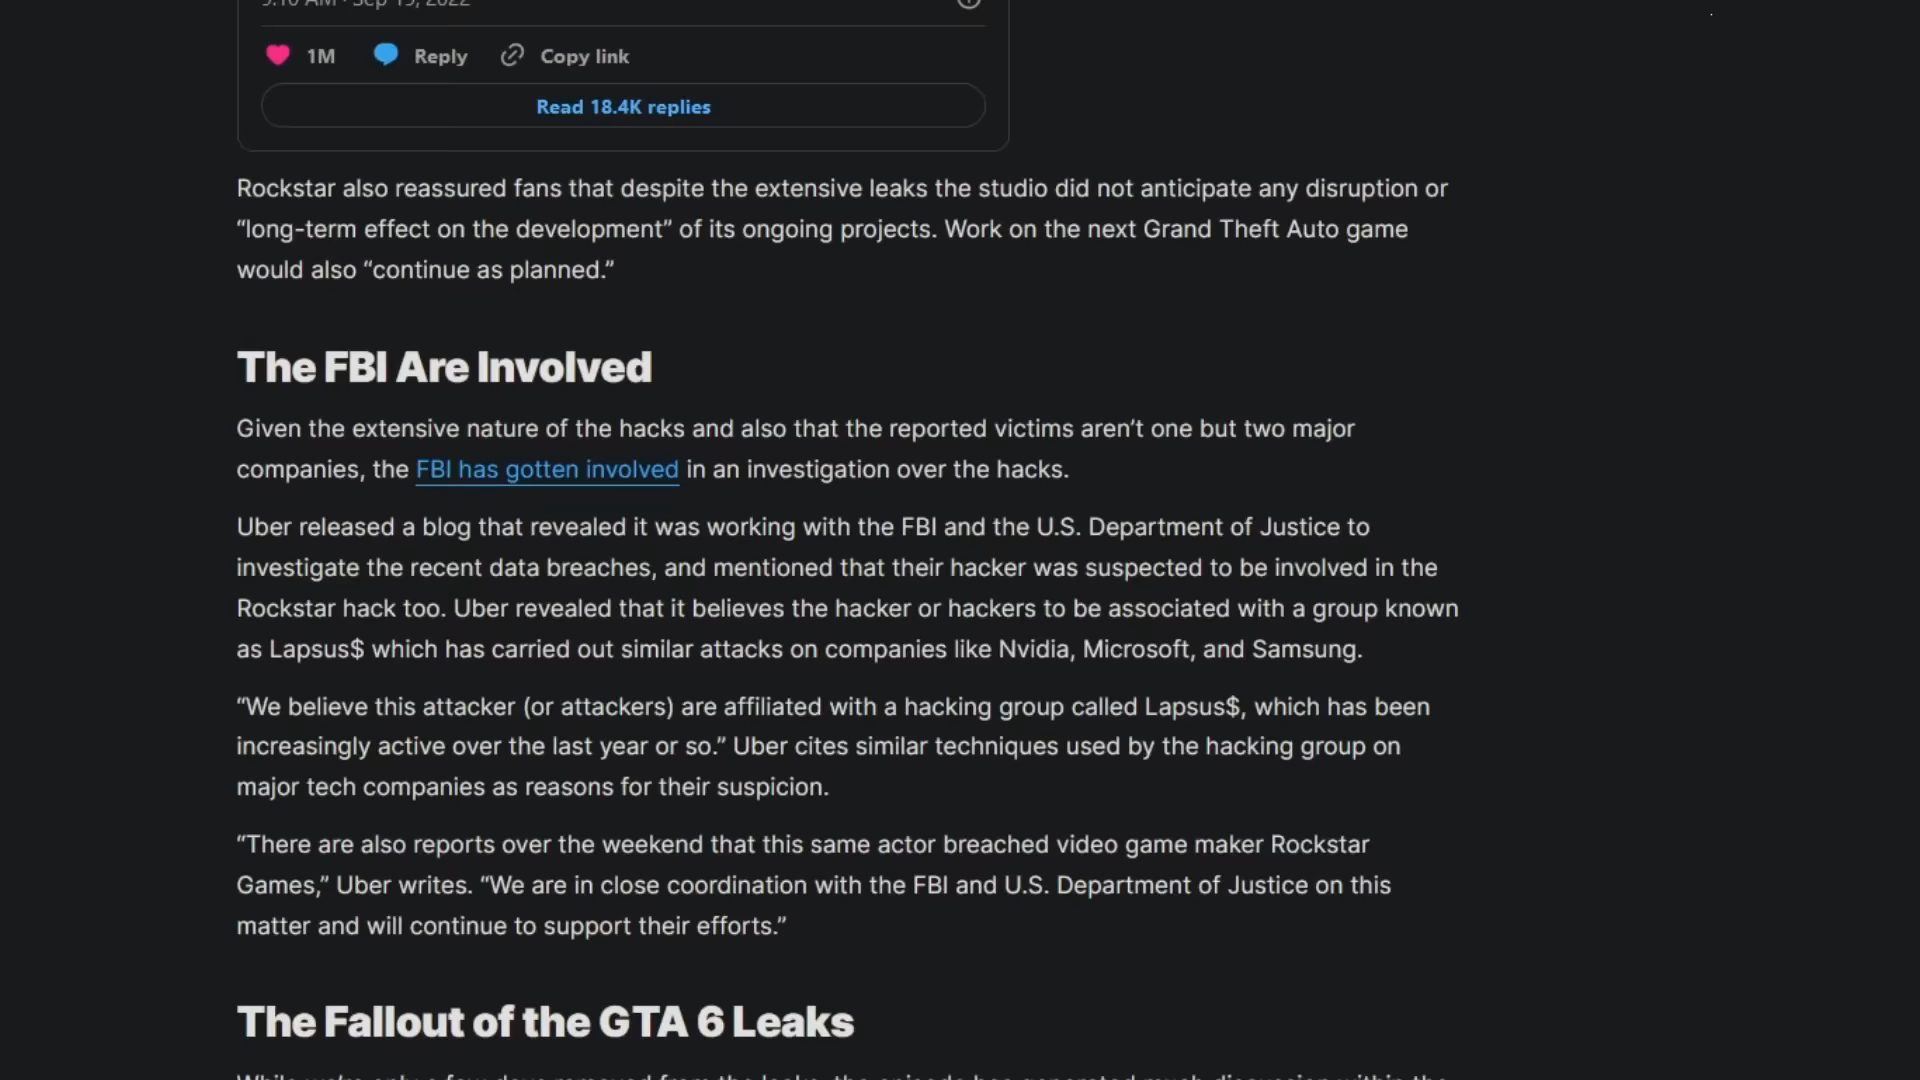 9:16 AM · Sep 19, 2022
1M Reply Copy link
Read 18.4K replies
Rockstar also reassured fans that despite the extensive leaks the studio did not anticipate any disruption or
“long-term effect on the development” of its ongoing projects. Work on the next Grand Theft Auto game
would also “continue as planned.”
The FBI Are Involved
Given the extensive nature of the hacks and also that the reported victims aren’t one but two major
companies, the FBI has gotten involved in an investigation over the hacks.
Uber released a blog that revealed it was working with the FBI and the U.S. Department of Justice to
investigate the recent data breaches, and mentioned that their hacker was suspected to be involved in the
Rockstar hack too. Uber revealed that it believes the hacker or hackers to be associated with a group known
as Lapsus$ which has carried out similar attacks on companies like Nvidia, Microsoft, and Samsung.
“We believe this attacker (or attackers) are affiliated with a hacking group called Lapsus$, which has been
increasingly active over the last year or so.” Uber cites similar techniques used by the hacking group on
major tech companies as reasons for their suspicion.
“There are also reports over the weekend that this same actor breached video game maker Rockstar
Games,” Uber writes. “We are in close coordination with the FBI and U.S. Department of Justice on this
matter and will continue to support their efforts.”
The Fallout of the GTA 6 Leaks